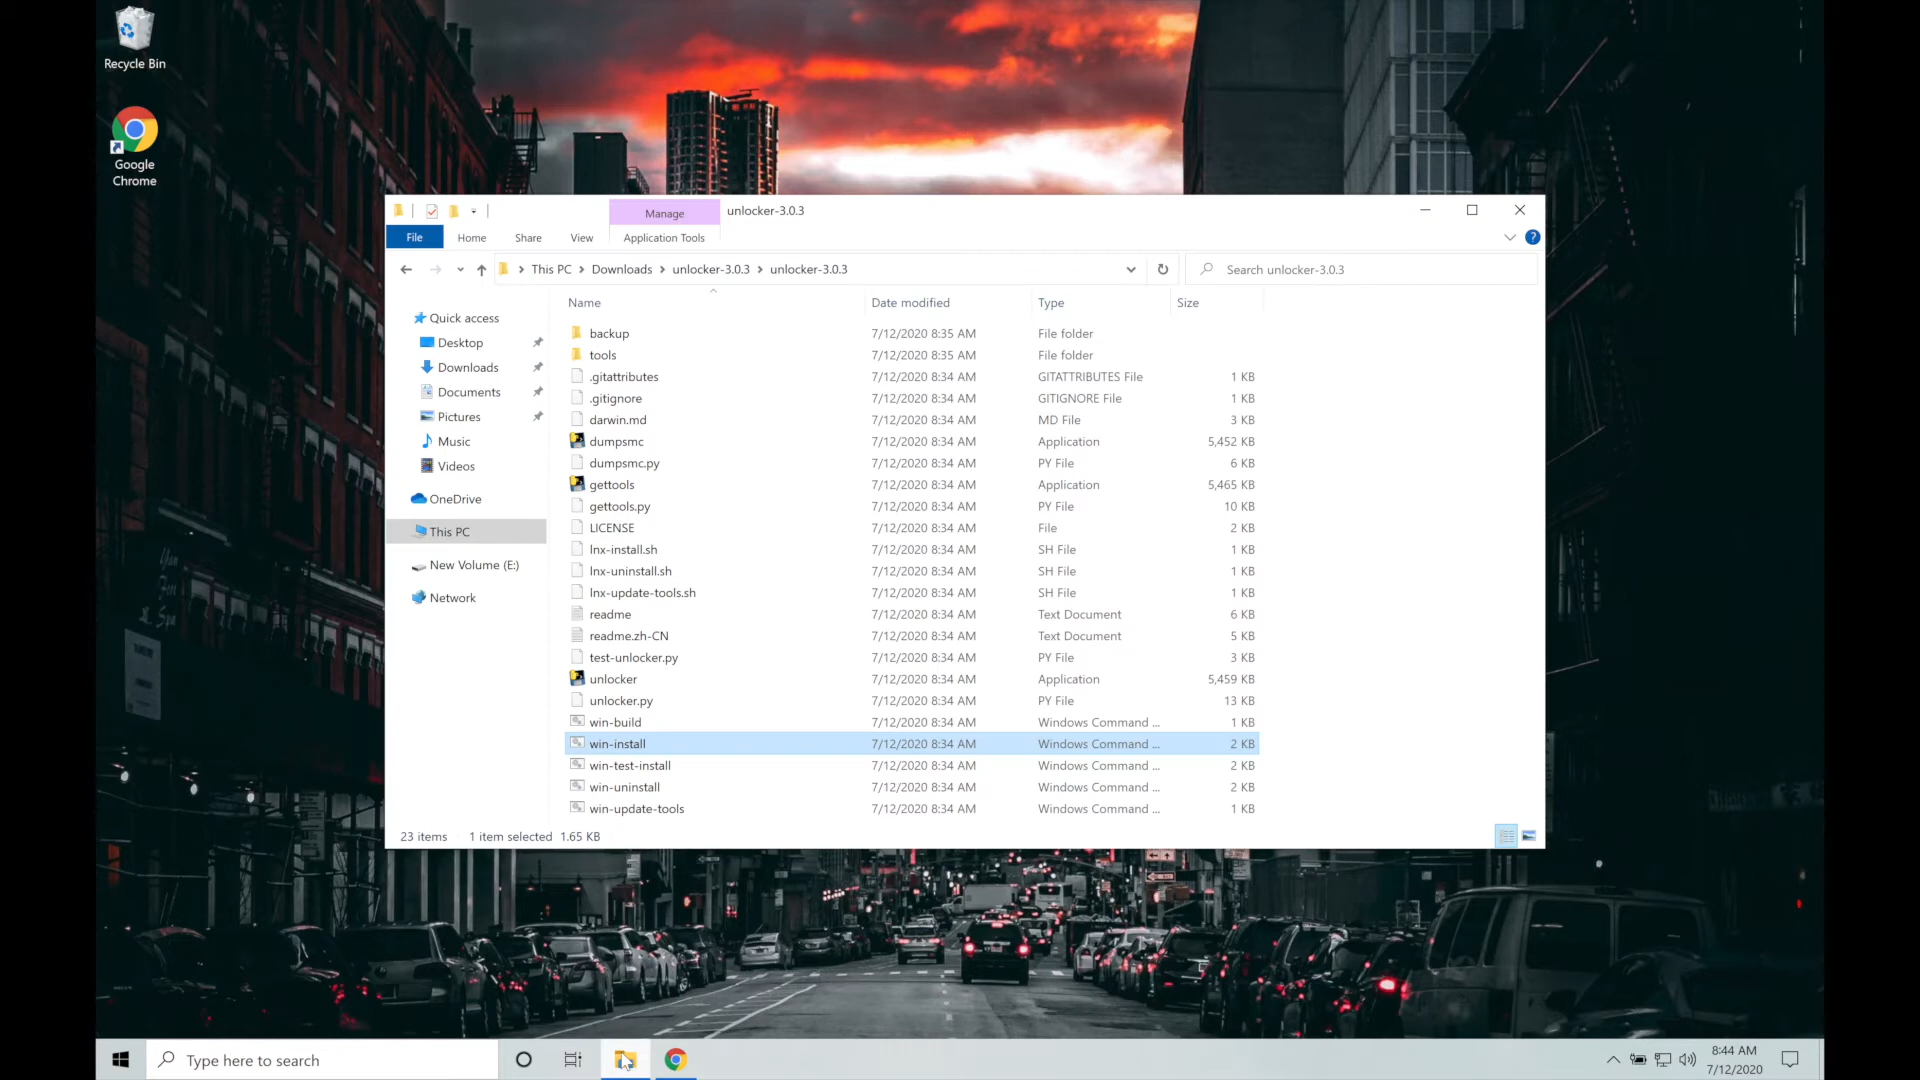 Recycle Bin
Google
Chrome
Manage
unlocker-3.0.3
File
Home
Share
View
Application Tools
This PC
Downloads
unlocker-3.0.3
unlocker-3.0.3
Search unlocker-3.0.3
Name
Date modified
Type
Size
Quick access
Desktop
Downloads
Documents
Pictures
Music
Videos
OneDrive
This PC
New Volume (E:)
Network
backup 7/12/2020 8:35 AM File folder
tools 7/12/2020 8:35 AM File folder
.gitattributes 7/12/2020 8:34 AM GITATTRIBUTES File 1 KB
.gitignore 7/12/2020 8:34 AM GITIGNORE File 1 KB
darwin.md 7/12/2020 8:34 AM MD File 3 KB
dumpsmc 7/12/2020 8:34 AM Application 5,452 KB
dumpsmc.py 7/12/2020 8:34 AM PY File 6 KB
gettools 7/12/2020 8:34 AM Application 5,465 KB
gettools.py 7/12/2020 8:34 AM PY File 10 KB
LICENSE 7/12/2020 8:34 AM File 2 KB
lnx-install.sh 7/12/2020 8:34 AM SH File 1 KB
lnx-uninstall.sh 7/12/2020 8:34 AM SH File 1 KB
lnx-update-tools.sh 7/12/2020 8:34 AM SH File 1 KB
readme 7/12/2020 8:34 AM Text Document 6 KB
readme.zh-CN 7/12/2020 8:34 AM Text Document 5 KB
test-unlocker.py 7/12/2020 8:34 AM PY File 3 KB
unlocker 7/12/2020 8:34 AM Application 5,459 KB
unlocker.py 7/12/2020 8:34 AM PY File 13 KB
win-build 7/12/2020 8:34 AM Windows Command ... 1 KB
win-install 7/12/2020 8:34 AM Windows Command ... 2 KB
win-test-install 7/12/2020 8:34 AM Windows Command ... 2 KB
win-uninstall 7/12/2020 8:34 AM Windows Command ... 2 KB
win-update-tools 7/12/2020 8:34 AM Windows Command ... 1 KB
23 items 1 item selected 1.65 KB
Type here to search
8:44 AM
7/12/2020